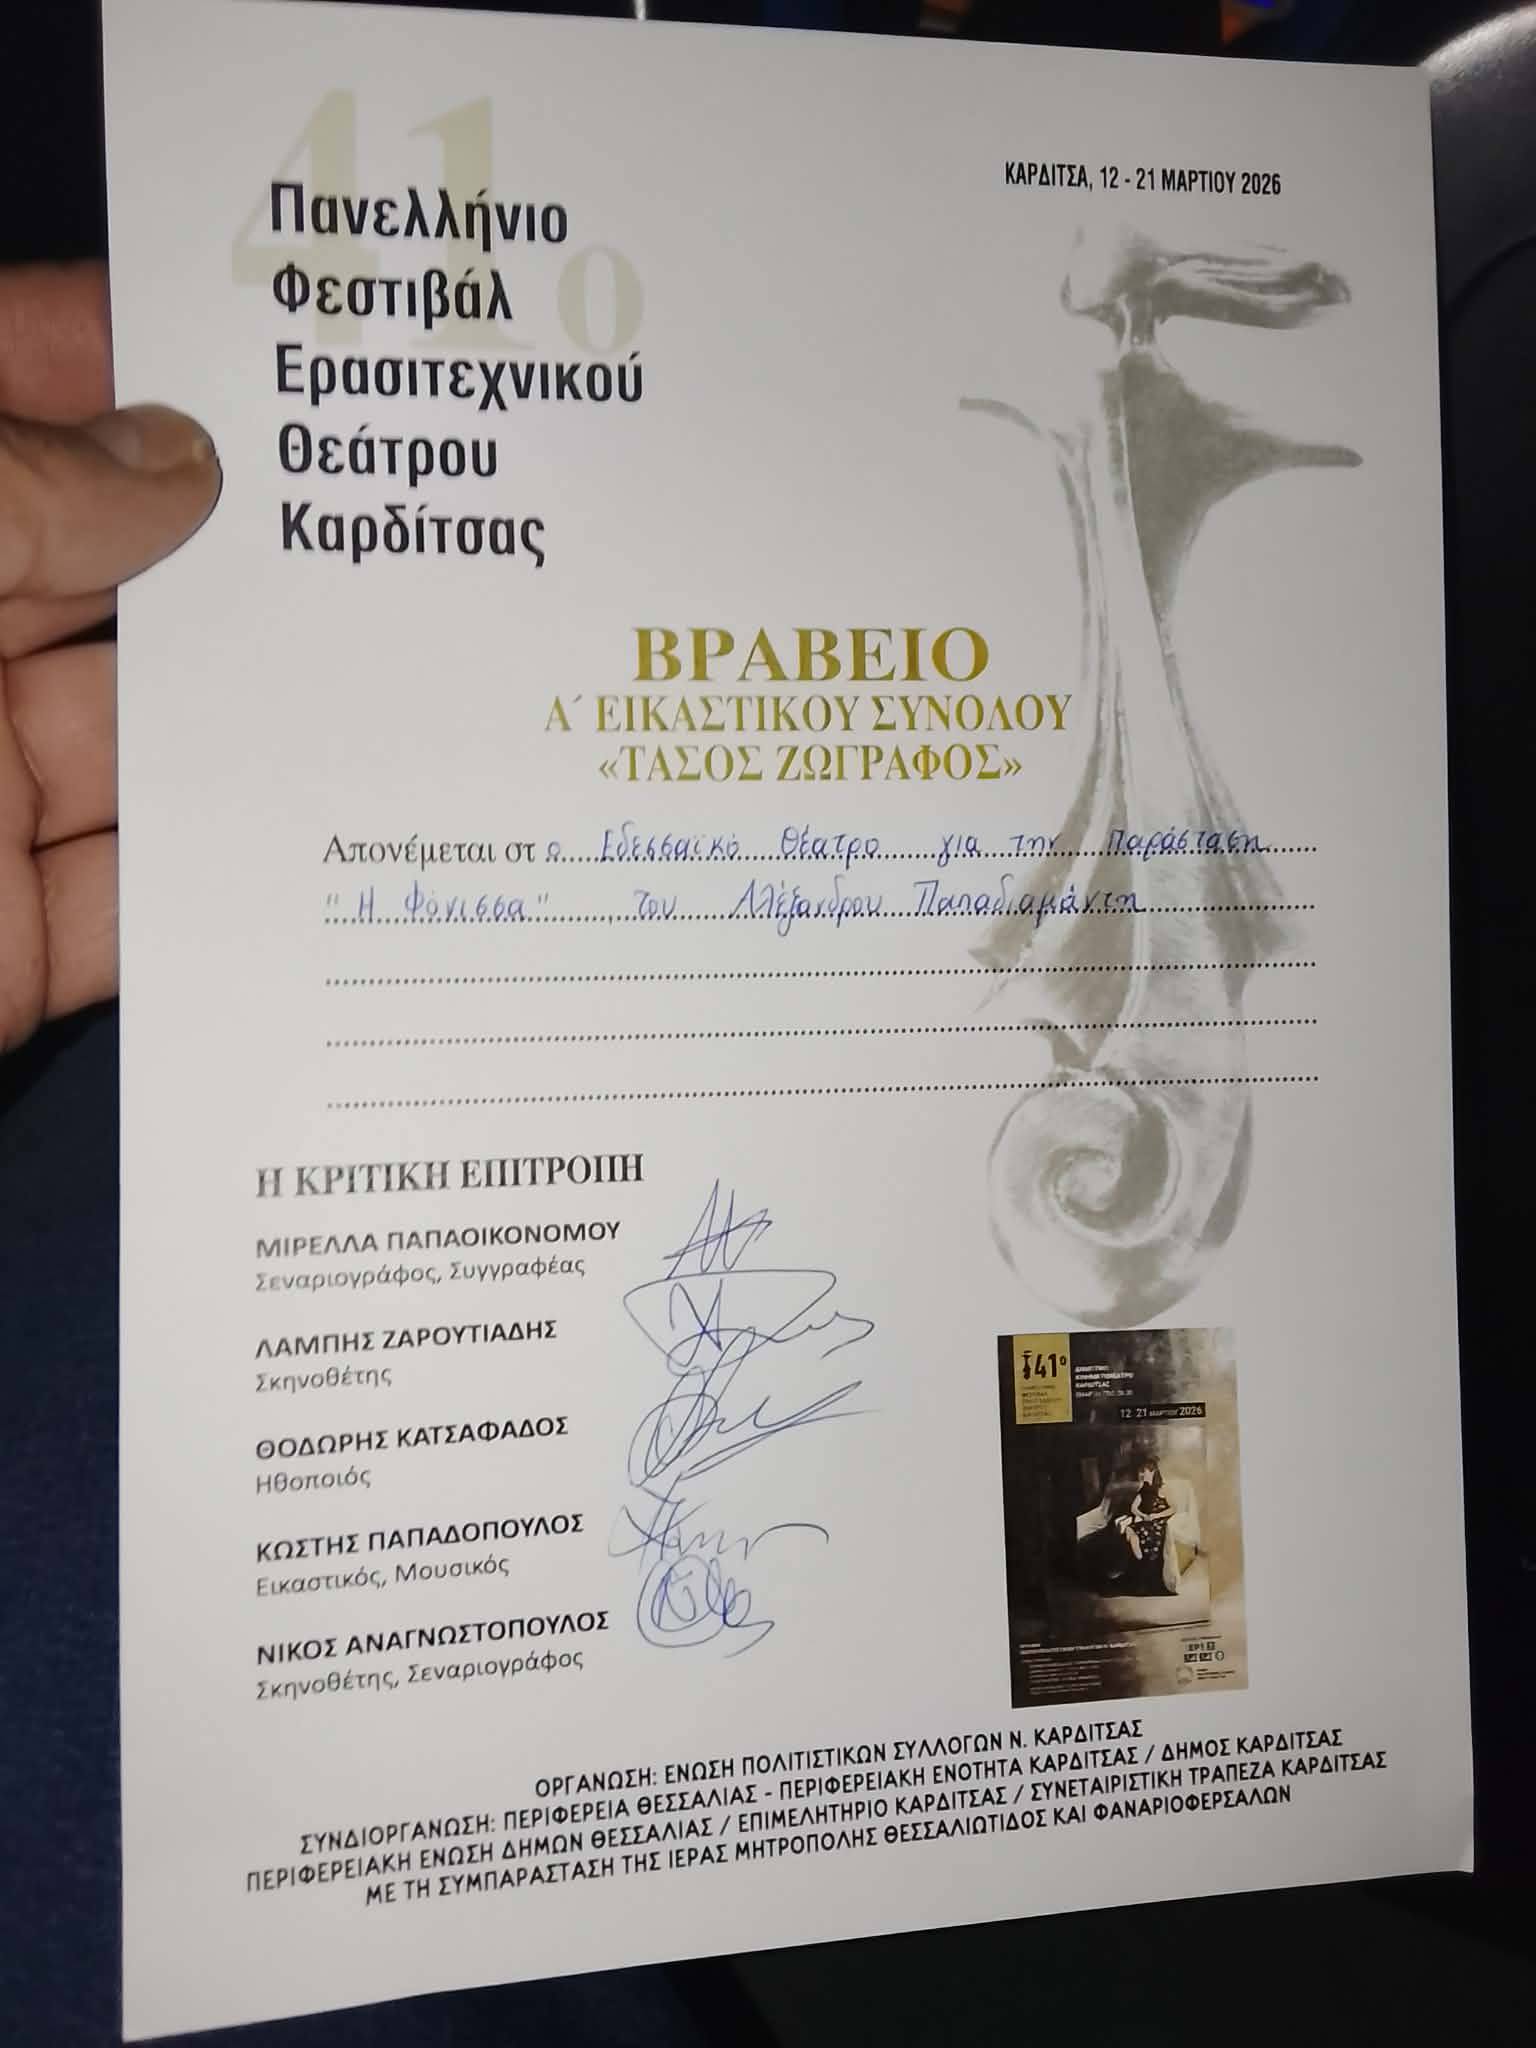 41ο
Πανελλήνιο
Φεστιβάλ
Ερασιτεχνικού
Θεάτρου
Καρδίτσας
ΚΑΡΔΙΤΣΑ, 12 - 21 ΜΑΡΤΙΟΥ 2026
ΒΡΑΒΕΙΟ
Α΄ ΕΙΚΑΣΤΙΚΟΥ ΣΥΝΟΛΟΥ
«ΤΑΣΟΣ ΖΩΓΡΑΦΟΣ»
Απονέμεται στο Εδεσσαϊκό Θέατρο για την Παράσταση
"Η Φόνισσα", του Αλέξανδρου Παπαδιαμάντη
Η ΚΡΙΤΙΚΗ ΕΠΙΤΡΟΠΗ
ΜΙΡΕΛΛΑ ΠΑΠΑΟΙΚΟΝΟΜΟΥ
Σεναριογράφος, Συγγραφέας
ΛΑΜΠΗΣ ΖΑΡΟΥΤΙΑΔΗΣ
Σκηνοθέτης
ΘΟΔΩΡΗΣ ΚΑΤΣΑΦΑΔΟΣ
Ηθοποιός
ΚΩΣΤΗΣ ΠΑΠΑΔΟΠΟΥΛΟΣ
Εικαστικός, Μουσικός
ΝΙΚΟΣ ΑΝΑΓΝΩΣΤΟΠΟΥΛΟΣ
Σκηνοθέτης, Σεναριογράφος
41ο
12 21 ΜΑΡΤΙΟΥ 2026
ΟΡΓΑΝΩΣΗ: ΕΝΩΣΗ ΠΟΛΙΤΙΣΤΙΚΩΝ ΣΥΛΛΟΓΩΝ Ν. ΚΑΡΔΙΤΣΑΣ
ΣΥΝΔΙΟΡΓΑΝΩΣΗ: ΠΕΡΙΦΕΡΕΙΑ ΘΕΣΣΑΛΙΑΣ - ΠΕΡΙΦΕΡΕΙΑΚΗ ΕΝΟΤΗΤΑ ΚΑΡΔΙΤΣΑΣ / ΔΗΜΟΣ ΚΑΡΔΙΤΣΑΣ
ΠΕΡΙΦΕΡΕΙΑΚΗ ΕΝΩΣΗ ΔΗΜΩΝ ΘΕΣΣΑΛΙΑΣ / ΕΠΙΜΕΛΗΤΗΡΙΟ ΚΑΡΔΙΤΣΑΣ / ΣΥΝΕΤΑΙΡΙΣΤΙΚΗ ΤΡΑΠΕΖΑ ΚΑΡΔΙΤΣΑΣ
ΜΕ ΤΗ ΣΥΜΠΑΡΑΣΤΑΣΗ ΤΗΣ ΙΕΡΑΣ ΜΗΤΡΟΠΟΛΗΣ ΘΕΣΣΑΛΙΩΤΙΔΟΣ ΚΑΙ ΦΑΝΑΡΙΟΦΕΡΣΑΛΩΝ